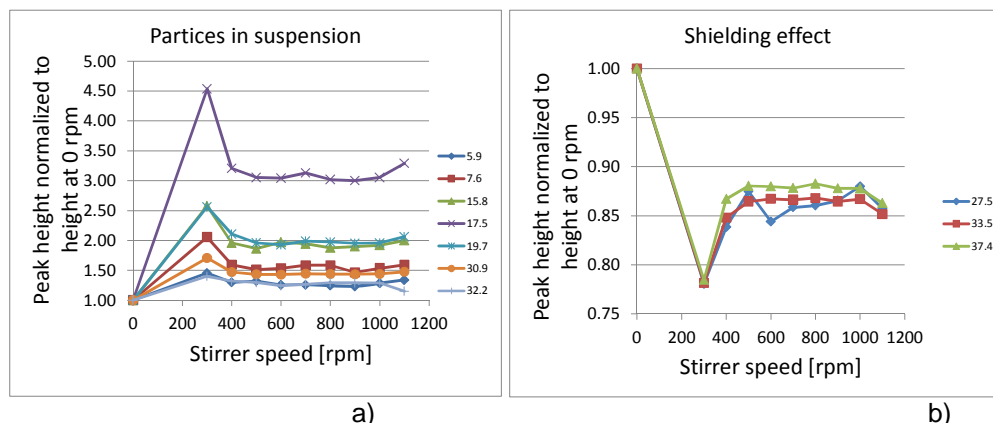 Partices in suspension
Peak height normalized to
height at 0 rpm
5.00
4.50
4.00
3.50
3.00
2.50
2.00
1.50
1.00
0 200 400 600 800 1000 1200
Stirrer speed [rpm]
5.9
7.6
15.8
17.5
19.7
30.9
32.2
a)
Shielding effect
Peak height normalized to
height at 0 rpm
1.00
0.95
0.90
0.85
0.80
0.75
0 200 400 600 800 1000 1200
Stirrer speed [rpm]
27.5
33.5
37.4
b)